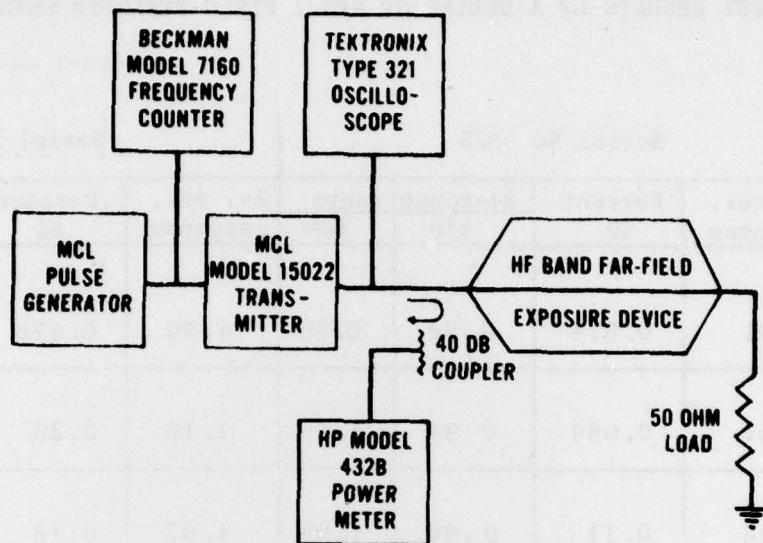 BECKMAN
MODEL 7160
FREQUENCY
COUNTER
TEKTRONIX
TYPE 321
OSCILLO-
SCOPE
MCL
PULSE
GENERATOR
MCL
MODEL 15022
TRANS-
MITTER
HF BAND FAR-FIELD
EXPOSURE DEVICE
40 DB
COUPLER
HP MODEL
432B
POWER
METER
50 OHM
LOAD